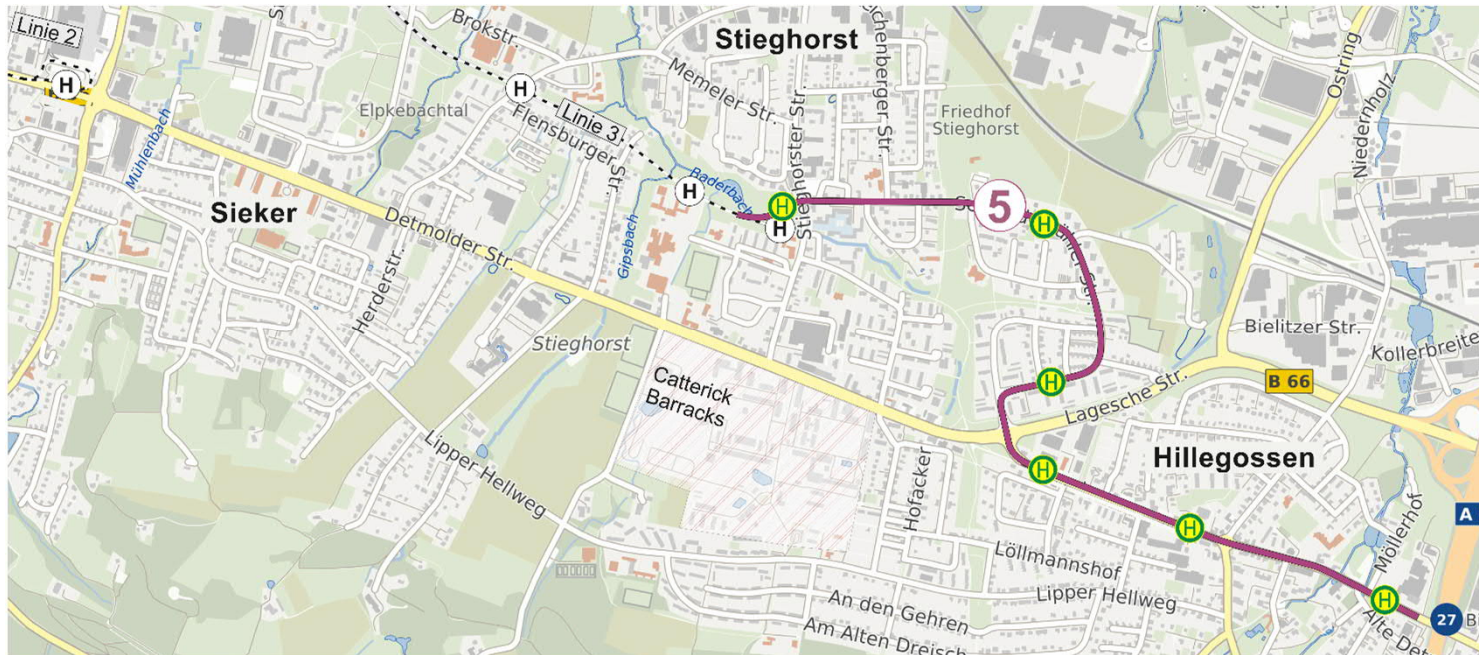 Linie 2
H
Brokstr.
Stieghorst
Memeler Str.
Elpkebachtal
H
Linie 3
Flensburger Str.
Mühlenbach
Sieker
Detmolder Str.
Herderstr.
Gipsbach
H
Baderbach
H
H
Stieghorster Str.
Friedhof
Stieghorst
5
H
Ostring
Niedernholz
Bielitzer Str.
Kollerbreite
B 66
Lagesche Str.
H
Stieghorst
Catterick
Barracks
Lipper Hellweg
Hofacker
H
Hillegossen
H
Löllmannshof
Lipper Hellweg
An den Gehren
Am Alten Dreisch
Möllerhof
A
H
27